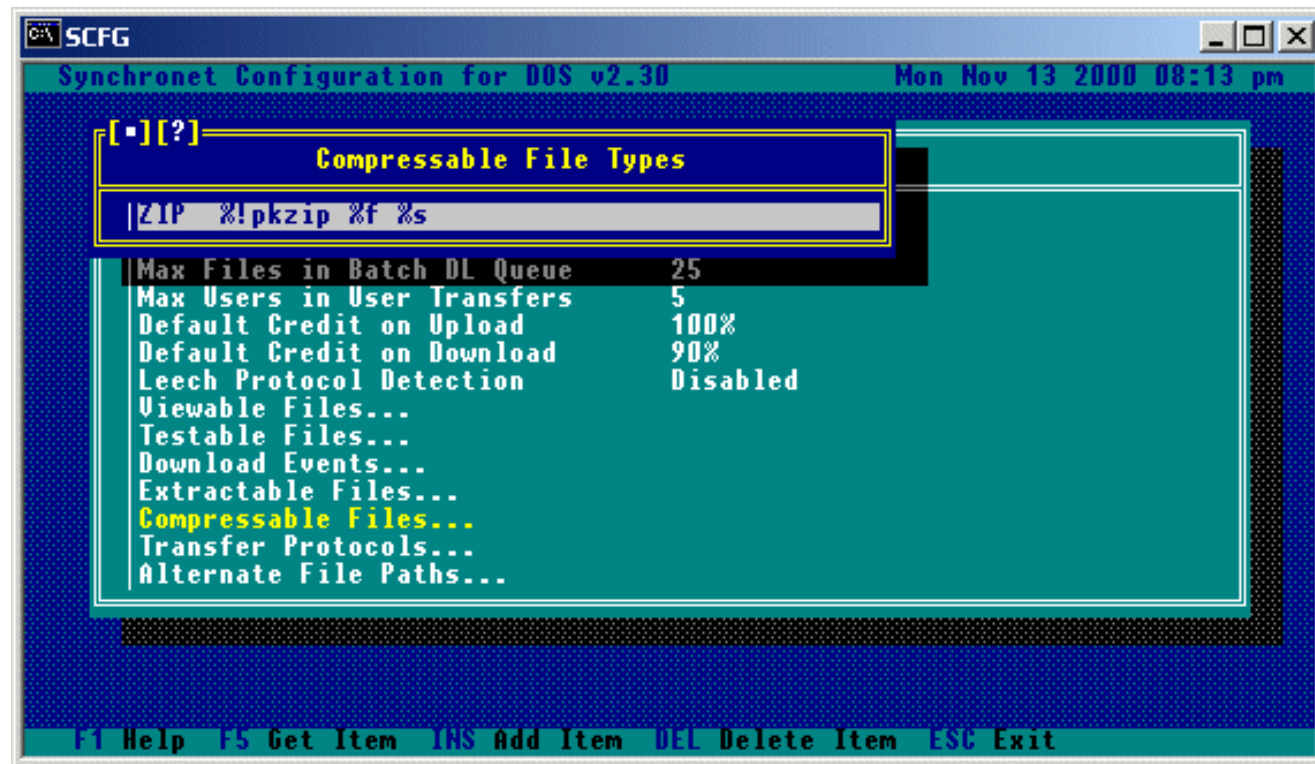 SCFG
Synchronet Configuration for DOS v2.30 Mon Nov 13 2000 08:13 pm
[▪][?]
Compressable File Types
ZIP %!pkzip %f %s
Max Files in Batch DL Queue 25
Max Users in User Transfers 5
Default Credit on Upload 100%
Default Credit on Download 90%
Leech Protocol Detection Disabled
Viewable Files...
Testable Files...
Download Events...
Extractable Files...
Compressable Files...
Transfer Protocols...
Alternate File Paths...
F1 Help F5 Get Item INS Add Item DEL Delete Item ESC Exit